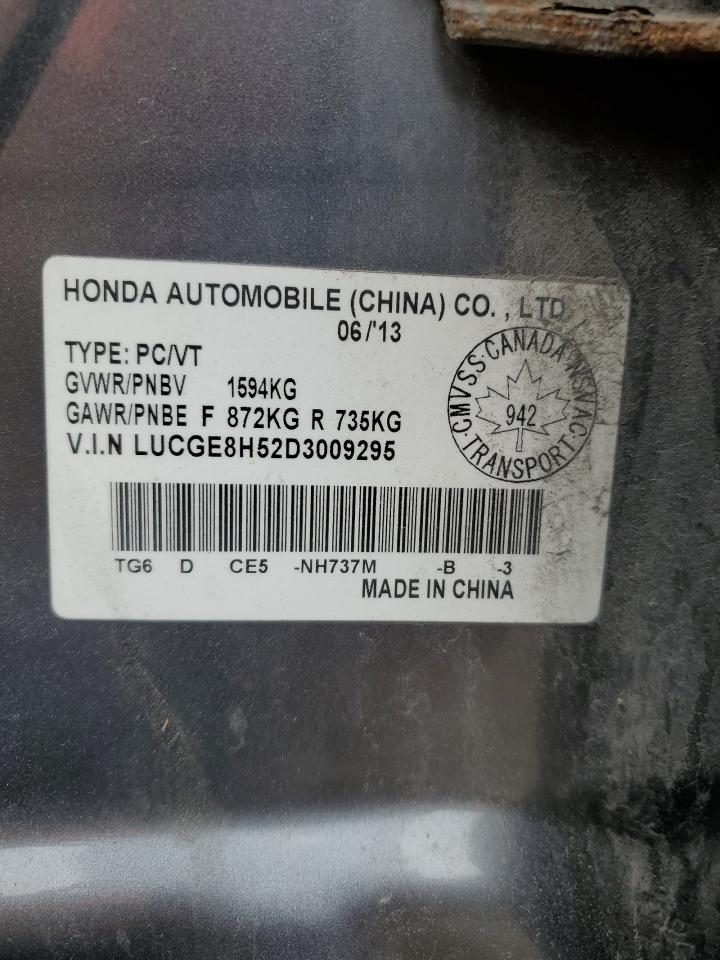 HONDA AUTOMOBILE (CHINA) CO., LTD
06/'13
TYPE: PC/VT
GVWR/PNBV 1594KG
GAWR/PNBE F 872KG R 735KG
V.I.N LUCGE8H52D3009295
CMVSS·CANADA·NSVAC·TRANSPORT·
942
TG6 D CE5 -NH737M -B -3
MADE IN CHINA